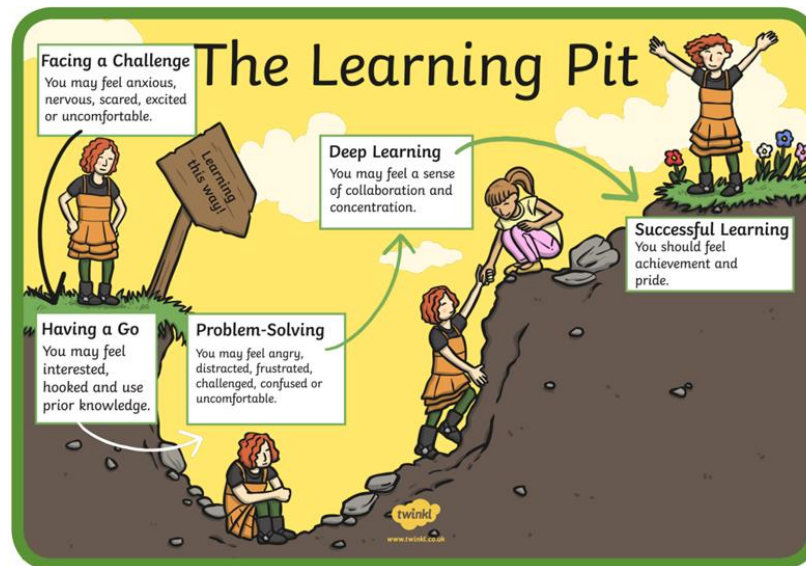 The Learning Pit
Facing a Challenge
You may feel anxious,
nervous, scared, excited
or uncomfortable.
Learning
this way!
Having a Go
You may feel
interested,
hooked and use
prior knowledge.
Problem-Solving
You may feel angry,
distracted, frustrated,
challenged, confused or
uncomfortable.
Deep Learning
You may feel a sense
of collaboration and
concentration.
Successful Learning
You should feel
achievement and
pride.
twinkl
www.twinkl.co.uk